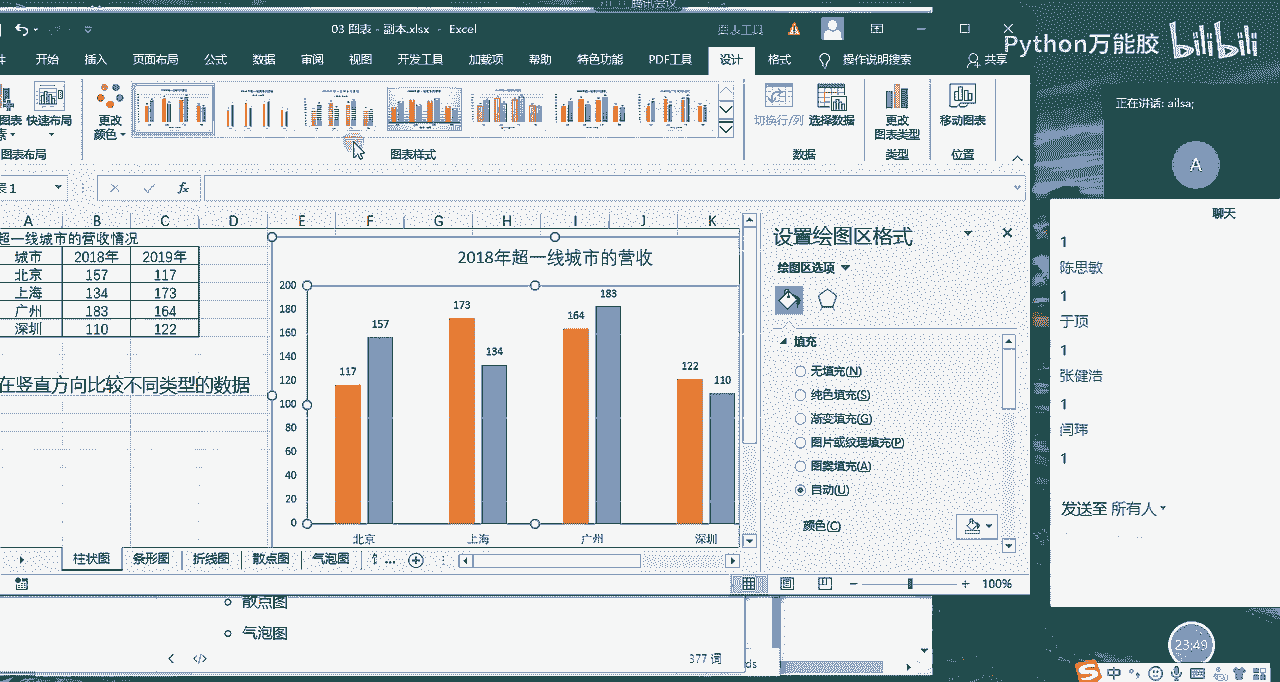 03 图表 - 副本.xlsx - Excel
图表工具
Python万能胶 bilibili
开始 插入 页面布局 公式 数据 审阅 视图 开发工具 加载项 帮助 特色功能 PDF工具 设计 格式 操作说明搜索 共享
快速布局
更改
颜色
切换行/列 选择数据
更改
图表类型
移动图表
图表布局 图表样式 数据 类型 位置
正在讲话: ailsa;
A
聊天
fx
A B C D E F G H I J K
超一线城市的营收情况
城市 2018年 2019年
北京 157 117
上海 134 173
广州 183 164
深圳 110 122
在竖直方向比较不同类型的数据
2018年超一线城市的营收
200
180
160
140
120
100
80
60
40
20
0
117 157 173 134 164 183 122 110
北京 上海 广州 深圳
设置绘图区格式
绘图区选项
填充
无填充(N)
纯色填充(S)
渐变填充(G)
图片或纹理填充(P)
图案填充(A)
自动(U)
颜色(C)
1
陈思敏
1
于顶
1
张健浩
1
闫玮
1
发送至 所有人
柱状图 条形图 折线图 散点图 气泡图 ...
100%
散点图
气泡图
377 词
ds
23:49
中